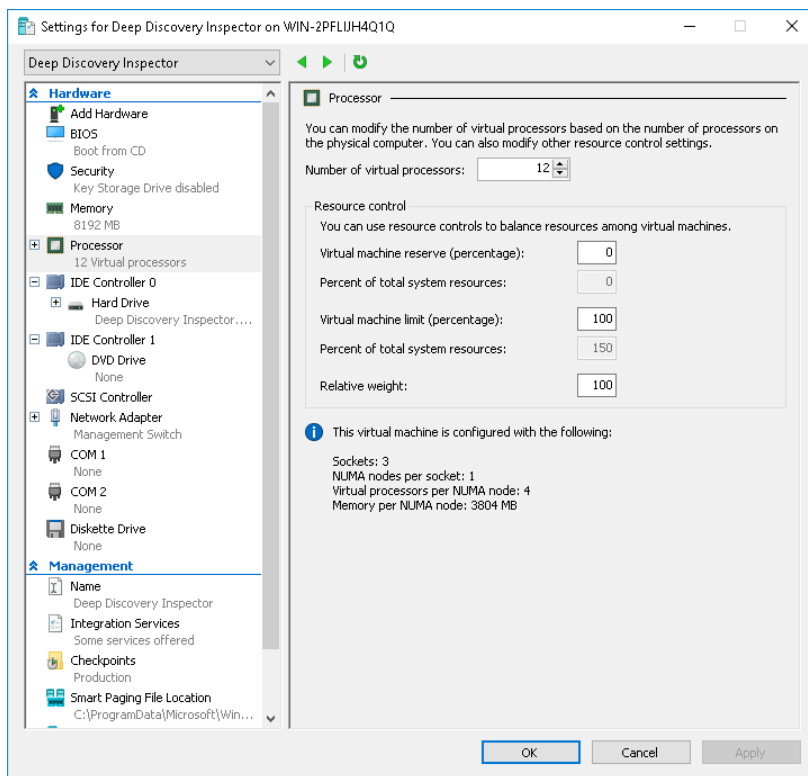 Settings for Deep Discovery Inspector on WIN-2PFLIJH4Q1Q
Deep Discovery Inspector
Hardware
Add Hardware
BIOS
Boot from CD
Security
Key Storage Drive disabled
Memory
8192 MB
Processor
12 Virtual processors
IDE Controller 0
Hard Drive
Deep Discovery Inspector....
IDE Controller 1
DVD Drive
None
SCSI Controller
Network Adapter
Management Switch
COM 1
None
COM 2
None
Diskette Drive
None
Management
Name
Deep Discovery Inspector
Integration Services
Some services offered
Checkpoints
Production
Smart Paging File Location
C:\ProgramData\Microsoft\Win...
Processor
You can modify the number of virtual processors based on the number of processors on
the physical computer. You can also modify other resource control settings.
Number of virtual processors: 12
Resource control
You can use resource controls to balance resources among virtual machines.
Virtual machine reserve (percentage): 0
Percent of total system resources: 0
Virtual machine limit (percentage): 100
Percent of total system resources: 150
Relative weight: 100
This virtual machine is configured with the following:
Sockets: 3
NUMA nodes per socket: 1
Virtual processors per NUMA node: 4
Memory per NUMA node: 3804 MB
OK Cancel Apply